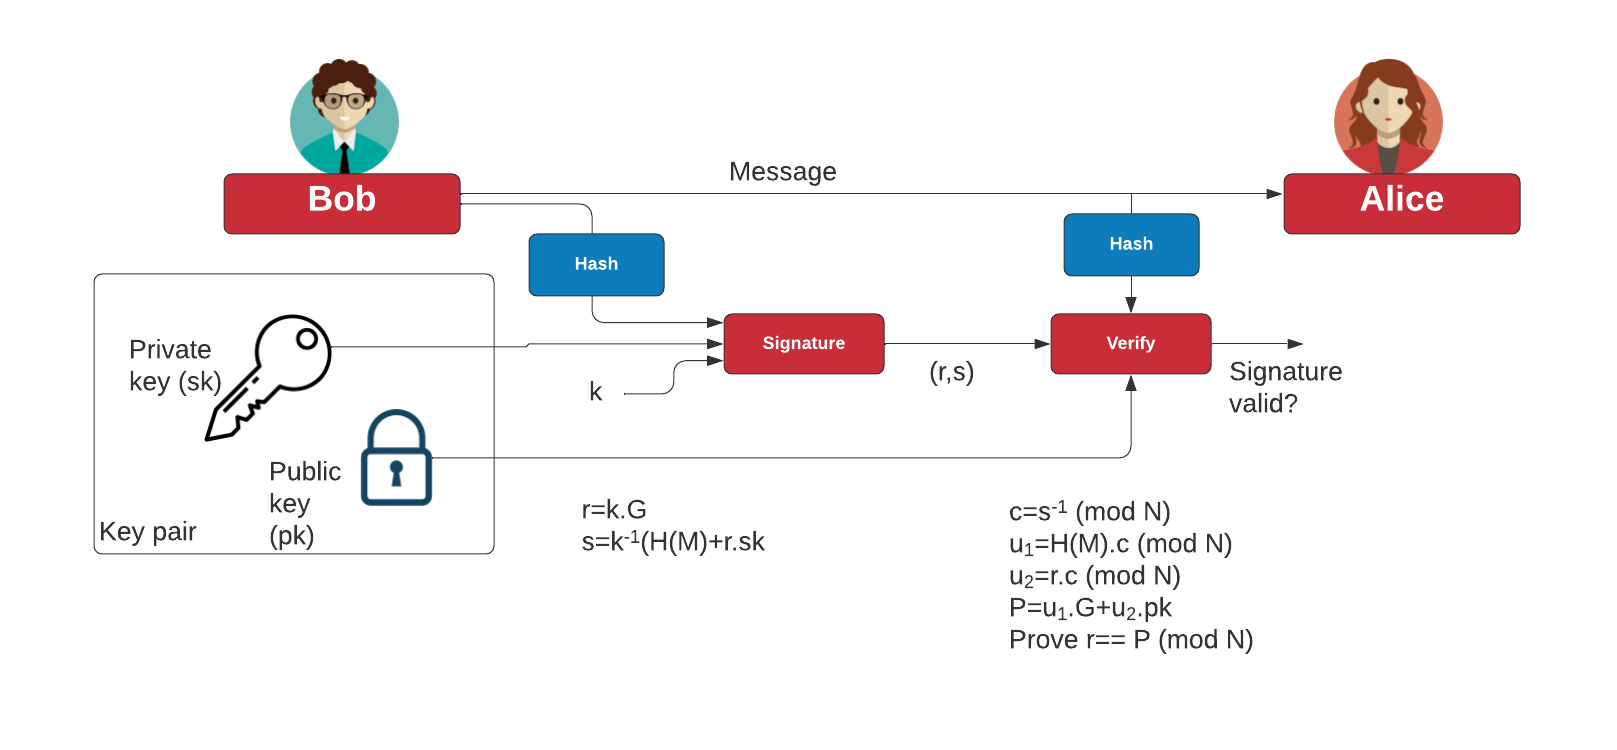 Bob
Alice
Message
Hash
Hash
Private
key (sk)
Signature
Verify
(r,s)
Signature
valid?
k
Public
key
(pk)
Key pair
r=k.G
s=k⁻¹(H(M)+r.sk
c=s⁻¹ (mod N)
u₁=H(M).c (mod N)
u₂=r.c (mod N)
P=u₁.G+u₂.pk
Prove r== P (mod N)